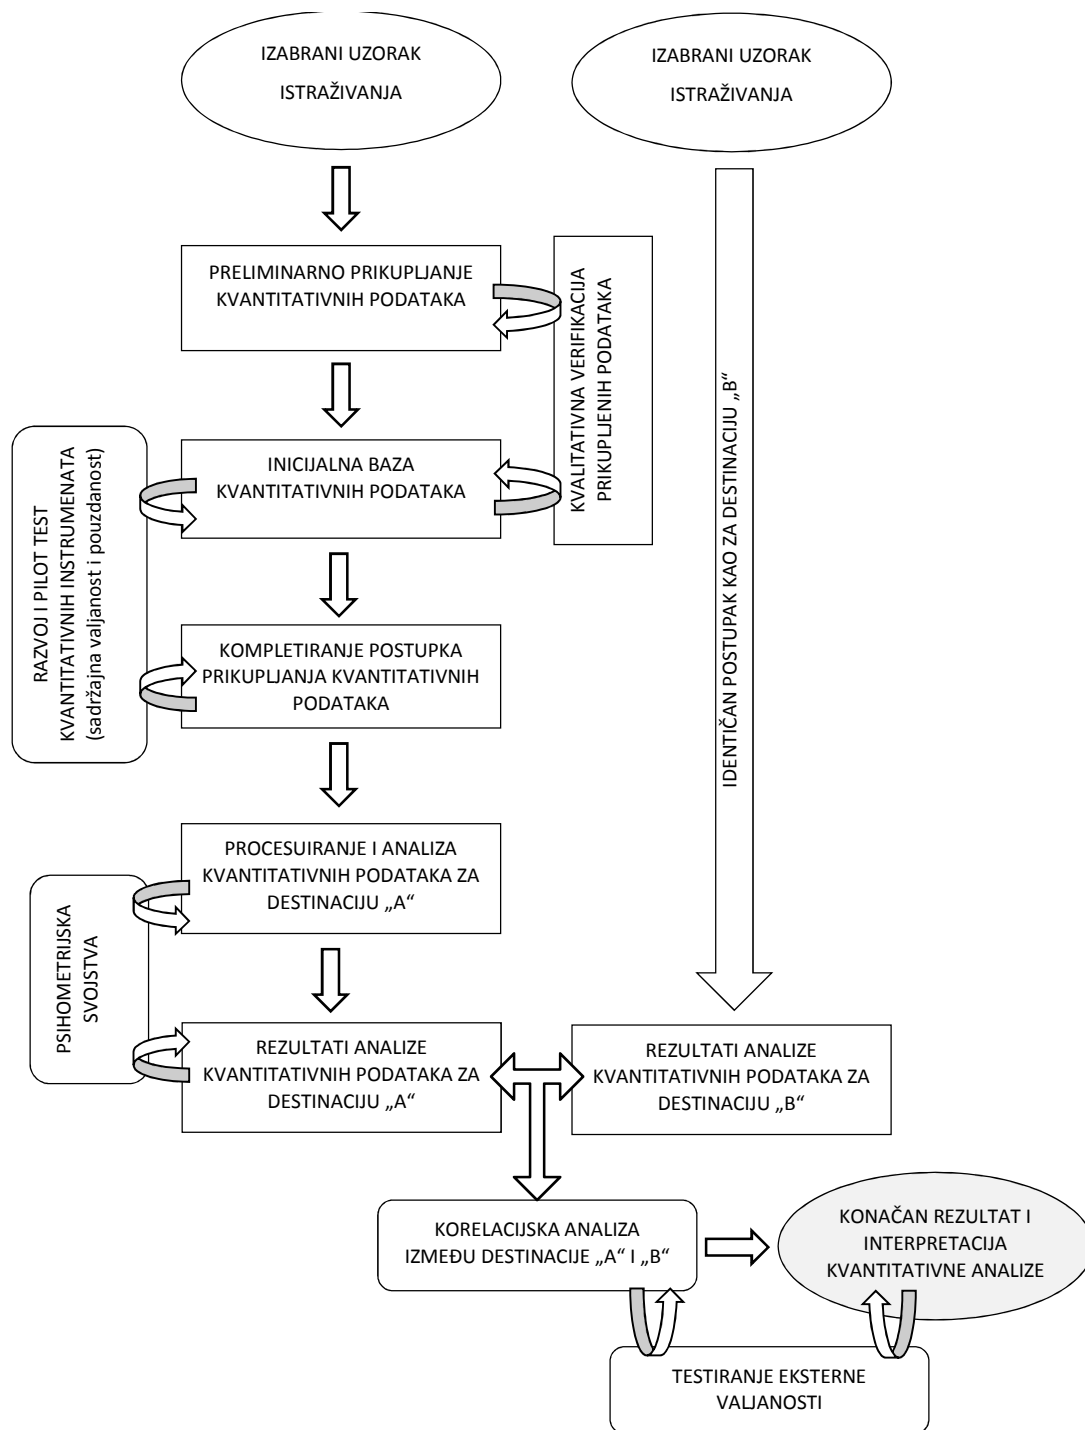 IZABRANI UZORAK
ISTRAŽIVANJA
IZABRANI UZORAK
ISTRAŽIVANJA
PRELIMINARNO PRIKUPLJANJE
KVANTITATIVNIH PODATAKA
KVALITATIVNA VERIFIKACIJA
PRIKUPLJENIH PODATAKA
IDENTIČAN POSTUPAK KAO ZA DESTINACIJU „B“
INICIJALNA BAZA
KVANTITATIVNIH PODATAKA
RAZVOJ I PILOT TEST
KVANTITATIVNIH INSTRUMENATA
(sadržajna valjanost i pouzdanost)
KOMPLETIRANJE POSTUPKA
PRIKUPLJANJA KVANTITATIVNIH
PODATAKA
PROCESUIRANJE I ANALIZA
KVANTITATIVNIH PODATAKA ZA
DESTINACIJU „A“
PSIHOMETRIJSKA
SVOJSTVA
REZULTATI ANALIZE
KVANTITATIVNIH PODATAKA ZA
DESTINACIJU „A“
REZULTATI ANALIZE
KVANTITATIVNIH PODATAKA ZA
DESTINACIJU „B“
KORELACIJSKA ANALIZA
IZMEĐU DESTINACIJE „A“ I „B“
KONAČAN REZULTAT I
INTERPRETACIJA
KVANTITATIVNE ANALIZE
TESTIRANJE EKSTERNE
VALJANOSTI